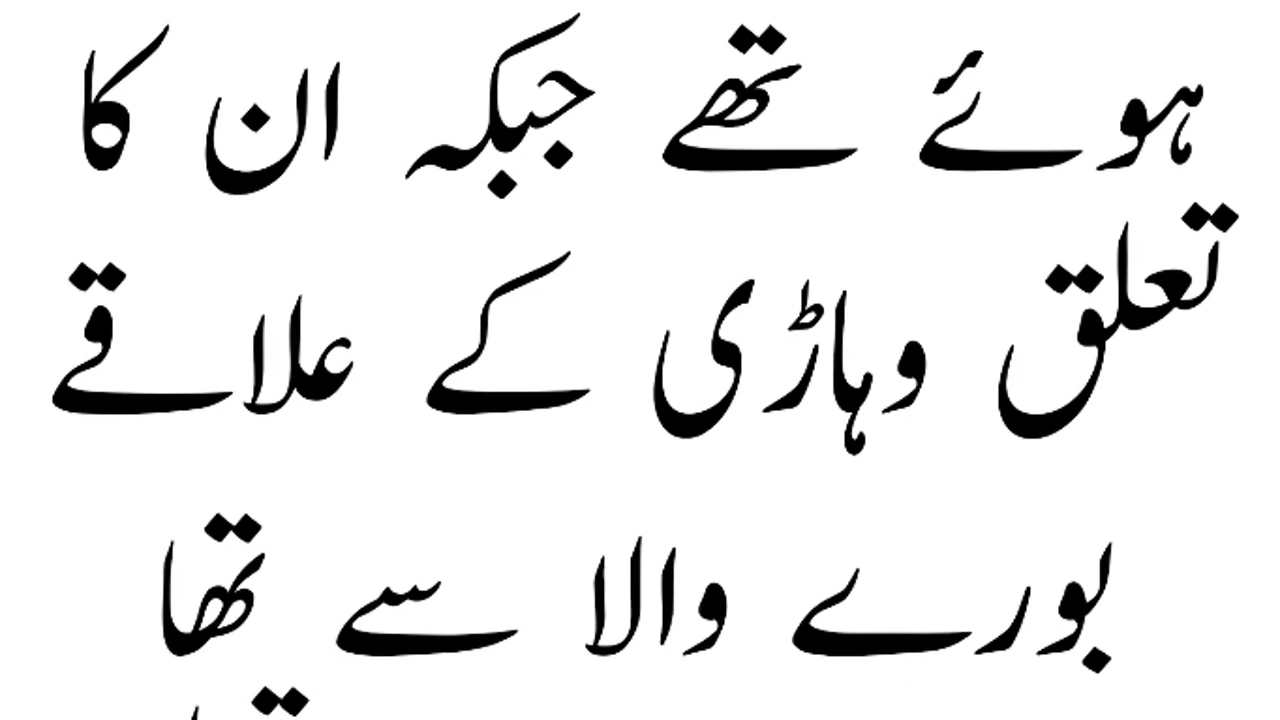 ہوئے تھے جبکہ ان کا
تعلق وہاڑی کے علاقے
بورے والا سے تھا